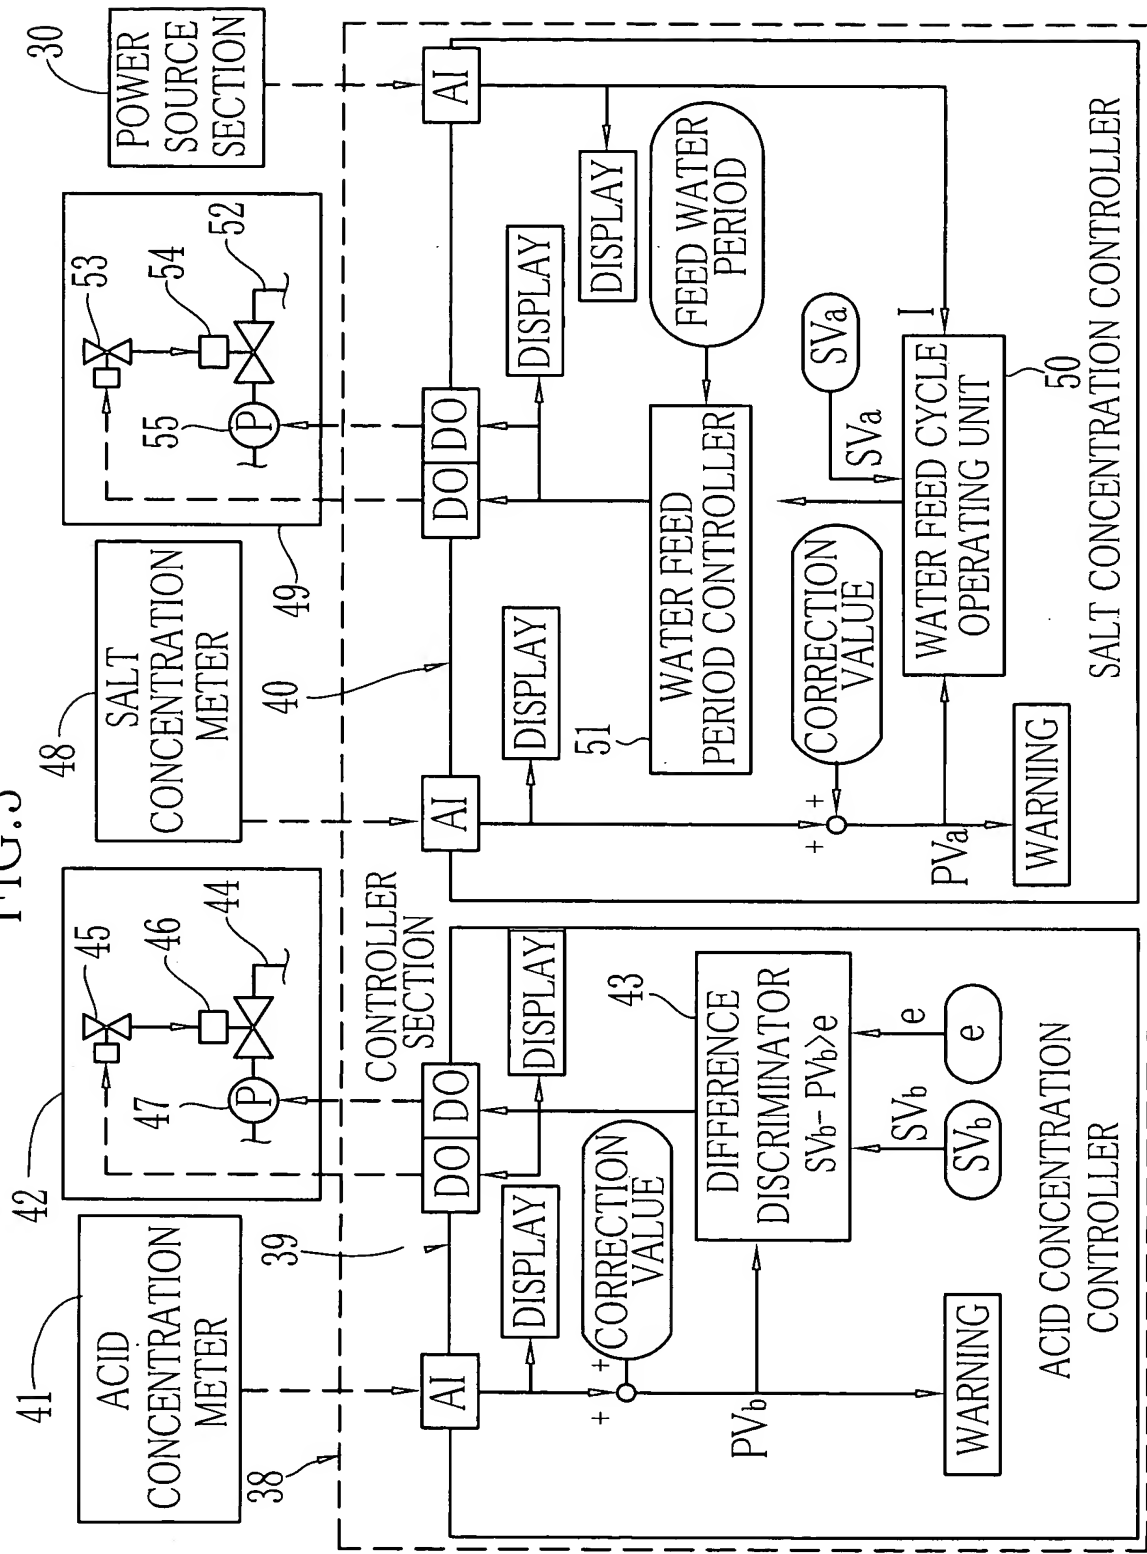 FIG.3
41
ACID
CONCENTRATION
METER
42
45
46
44
47
P
48
SALT
CONCENTRATION
METER
49
53
54
52
55
P
30
POWER
SOURCE
SECTION
38
CONTROLLER
SECTION
39
AI
DISPLAY
DO
DO
DISPLAY
CORRECTION
VALUE
+
+
43
DIFFERENCE
DISCRIMINATOR
SVb- PVb>e
PVb
SVb
e
SVb
e
WARNING
ACID CONCENTRATION
CONTROLLER
40
AI
DISPLAY
DO
DO
DISPLAY
AI
DISPLAY
51
WATER FEED
PERIOD CONTROLLER
FEED WATER
PERIOD
CORRECTION
VALUE
+
+
SVa
SVa
I
PVa
WATER FEED CYCLE
OPERATING UNIT
50
WARNING
SALT CONCENTRATION CONTROLLER